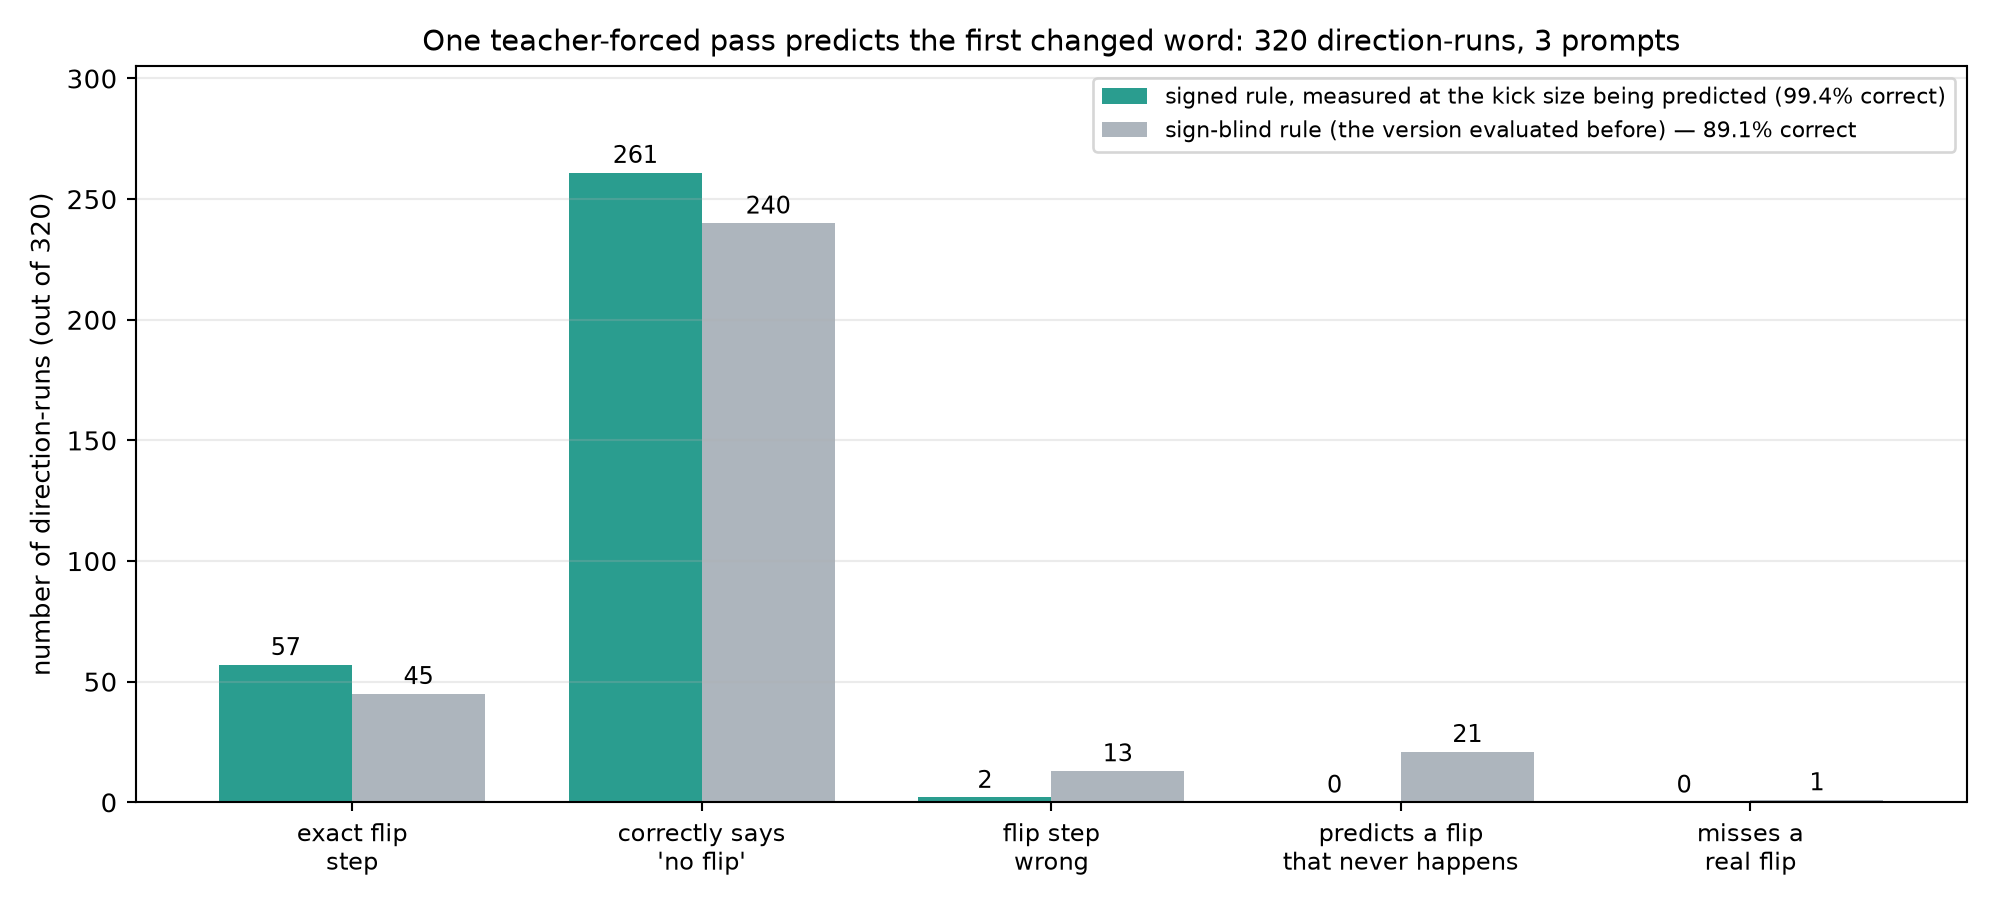 One teacher-forced pass predicts the first changed word: 320 direction-runs, 3 prompts
signed rule, measured at the kick size being predicted (99.4% correct)
sign-blind rule (the version evaluated before) — 89.1% correct
number of direction-runs (out of 320)
300
250
200
150
100
50
0
57
45
261
240
2
13
0
21
0
1
exact flip
step
correctly says
'no flip'
flip step
wrong
predicts a flip
that never happens
misses a
real flip